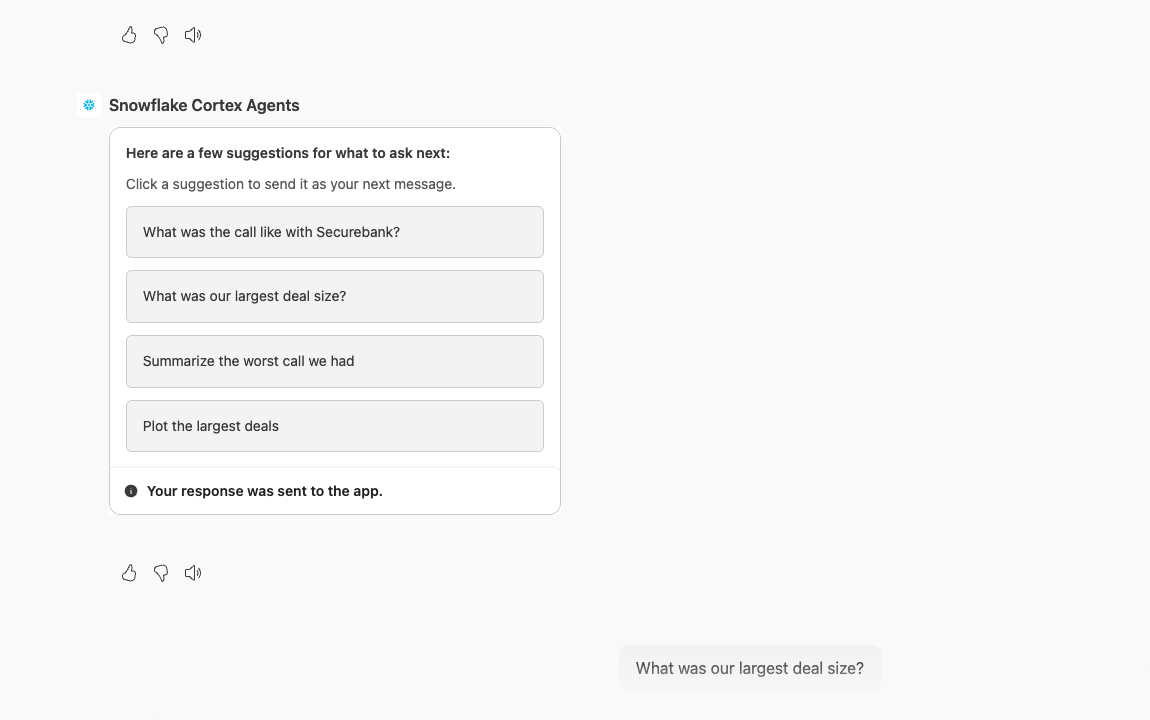 Snowflake Cortex Agents
Here are a few suggestions for what to ask next:
Click a suggestion to send it as your next message.
What was the call like with Securebank?
What was our largest deal size?
Summarize the worst call we had
Plot the largest deals
Your response was sent to the app.
What was our largest deal size?